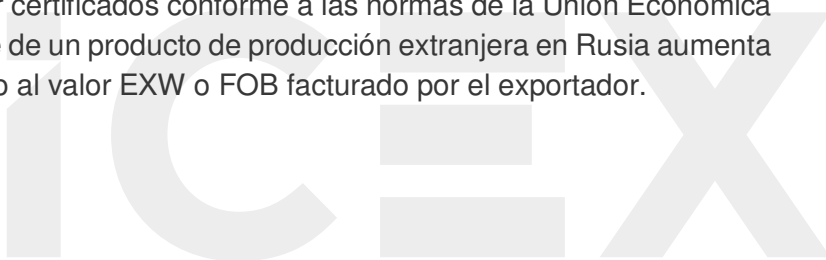 certificados conforme a las normas de la Unión Económica
de un producto de producción extranjera en Rusia aumenta
al valor EXW o FOB facturado por el exportador.
ICEX